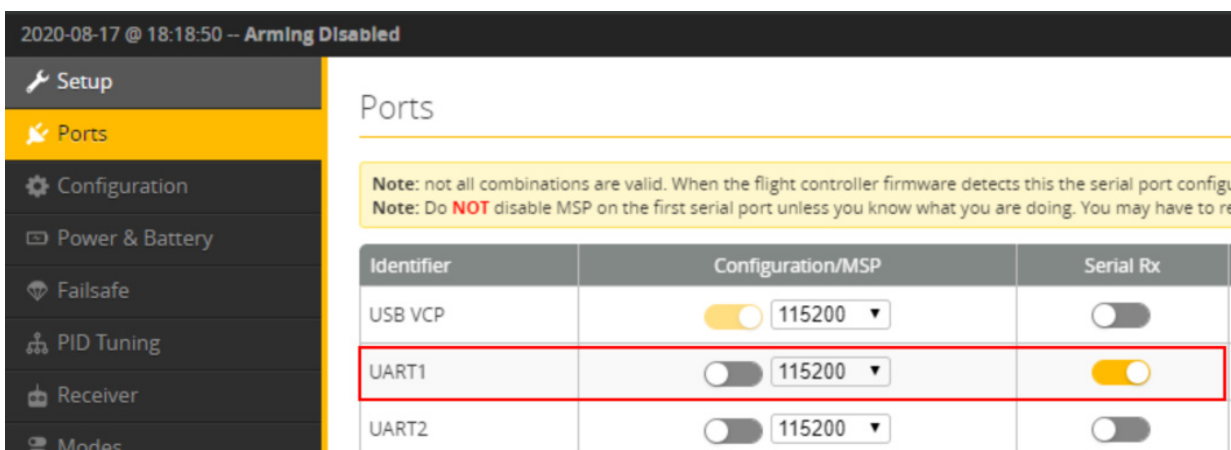 2020-08-17 @ 18:18:50 -- Arming Disabled
Setup
Ports
Configuration
Power & Battery
Failsafe
PID Tuning
Receiver
Modes
Ports
Note: not all combinations are valid. When the flight controller firmware detects this the serial port
Note: Do NOT disable MSP on the first serial port unless you know what you are doing. You may have to
Identifier Configuration/MSP Serial Rx
USB VCP 115200
UART1 115200
UART2 115200